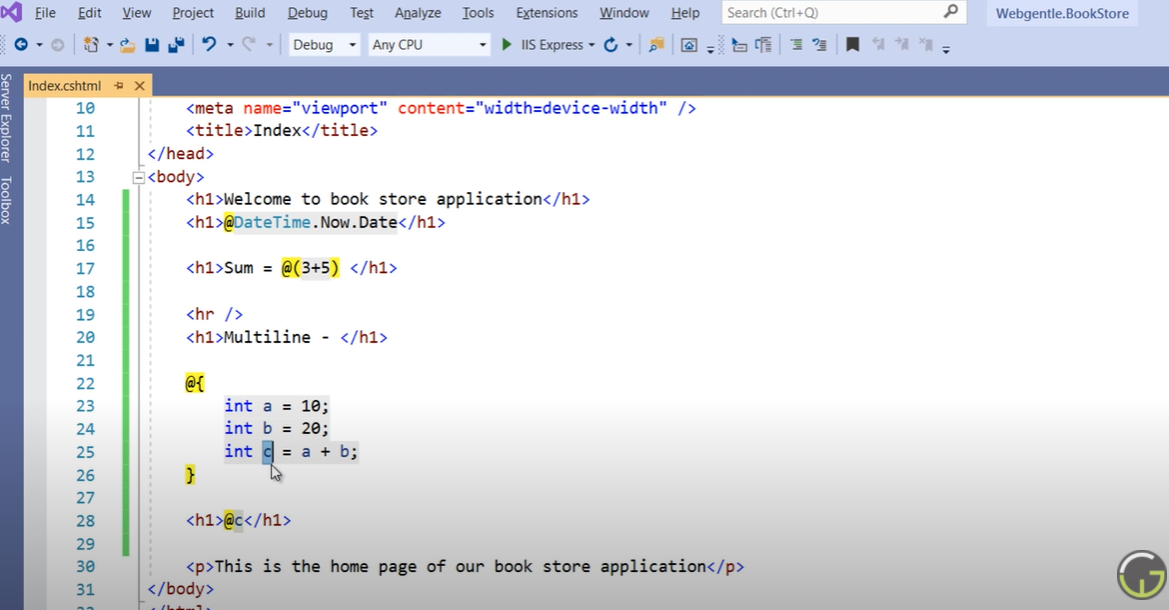 File Edit View Project Build Debug Test Analyze Tools Extensions Window Help Search (Ctrl+Q) Webgentle.BookStore
Debug Any CPU IIS Express
Server Explorer
Toolbox
Index.cshtml
10 <meta name="viewport" content="width=device-width" />
11 <title>Index</title>
12 </head>
13 <body>
14 <h1>Welcome to book store application</h1>
15 <h1>@DateTime.Now.Date</h1>
16
17 <h1>Sum = @(3+5) </h1>
18
19 <hr />
20 <h1>Multiline - </h1>
21
22 @{
23 int a = 10;
24 int b = 20;
25 int c = a + b;
26 }
27
28 <h1>@c</h1>
29
30 <p>This is the home page of our book store application</p>
31 </body>
32 </html>